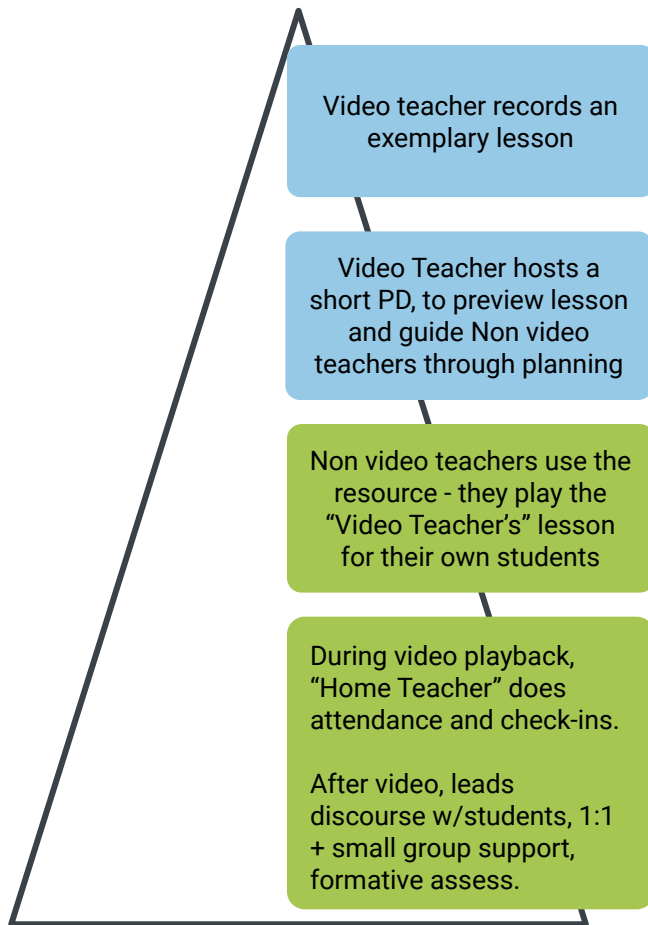 Video teacher records an
exemplary lesson
Video Teacher hosts a
short PD, to preview lesson
and guide Non video
teachers through planning
Non video teachers use the
resource - they play the
“Video Teacher’s” lesson
for their own students
During video playback,
“Home Teacher” does
attendance and check-ins.
After video, leads
discourse w/students, 1:1
+ small group support,
formative assess.